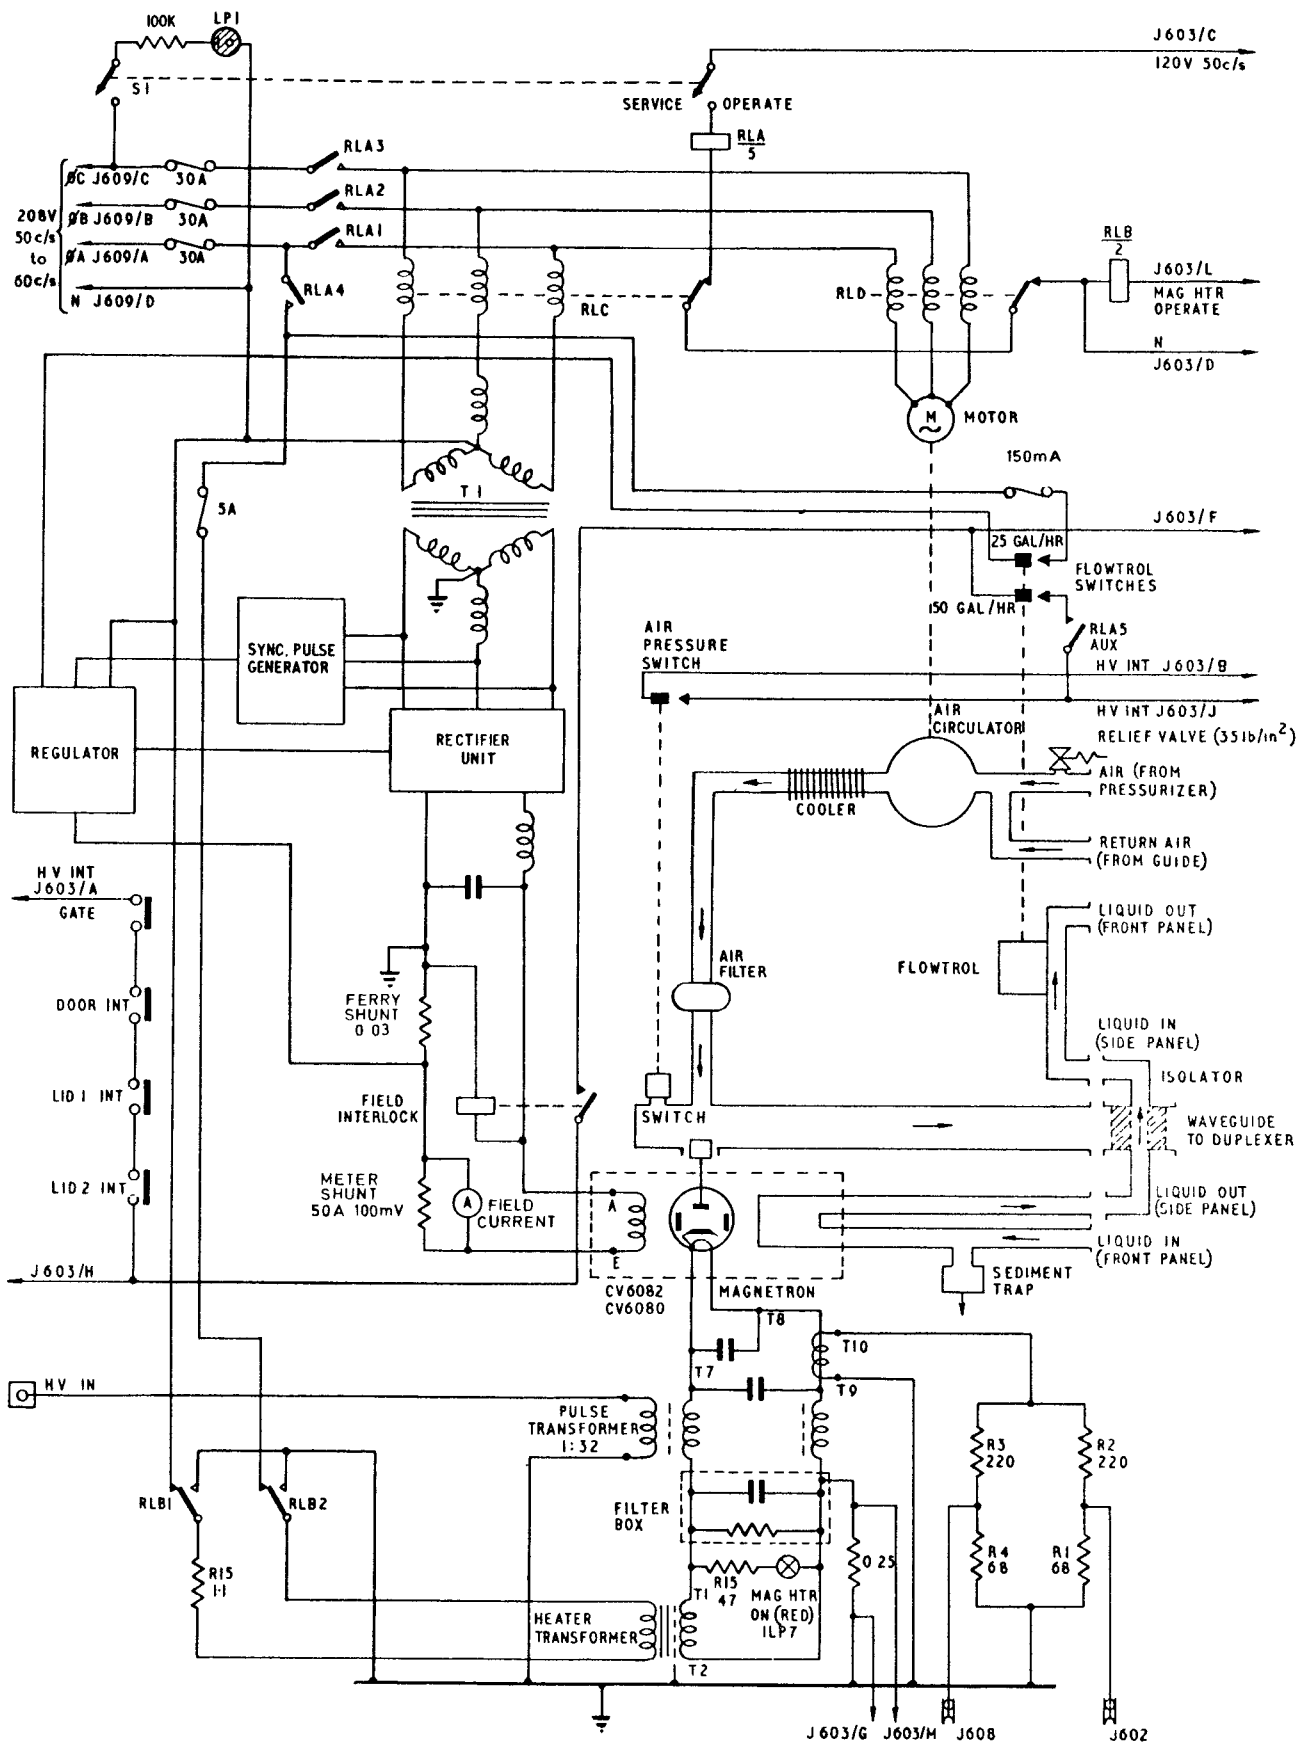 100K
LP1
J603/C
120V 50c/s
S1
SERVICE
OPERATE
RLA
5
RLA3
ØC J609/C
30A
RLA2
208V
50c/s
to
60c/s
ØB J609/B
30A
RLA1
ØA J609/A
30A
RLB
2
J603/L
MAG HTR
OPERATE
N J609/D
RLA4
RLC
RLD
N
J603/D
M
MOTOR
150mA
T1
5A
J603/F
25 GAL/HR
FLOWTROL
SWITCHES
150 GAL/HR
RLA5
AUX
AIR
PRESSURE
SWITCH
SYNC. PULSE
GENERATOR
HV INT J603/B
HV INT J603/J
AIR
CIRCULATOR
RELIEF VALVE (35lb/in2)
REGULATOR
RECTIFIER
UNIT
AIR (FROM
PRESSURIZER)
COOLER
RETURN AIR
(FROM GUIDE)
HV INT
J603/A
GATE
LIQUID OUT
(FRONT PANEL)
FLOWTROL
AIR
FILTER
DOOR INT
FERRY
SHUNT
0 03
LIQUID IN
(SIDE PANEL)
ISOLATOR
LID 1 INT
FIELD
INTERLOCK
SWITCH
WAVEGUIDE
TO DUPLEXER
LID 2 INT
METER
SHUNT
50A 100mV
A
FIELD
CURRENT
A
E
LIQUID OUT
(SIDE PANEL)
LIQUID IN
(FRONT PANEL)
J603/H
CV6082
CV6080
MAGNETRON
SEDIMENT
TRAP
T8
T10
T7
T9
HV IN
PULSE
TRANSFORMER
1:32
R3
220
R2
220
RLB1
RLB2
FILTER
BOX
R4
68
R1
68
0 25
R15
1·1
R15
47
T1
MAG HTR
ON (RED)
ILP7
HEATER
TRANSFORMER
T2
J603/G
J603/M
J608
J602